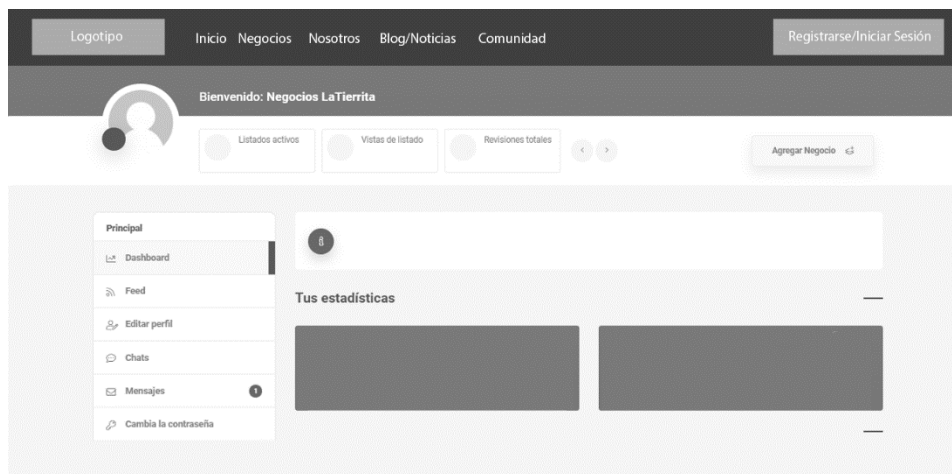 Logotipo
Inicio Negocios Nosotros Blog/Noticias Comunidad
Registrarse/Iniciar Sesión
Bienvenido: Negocios LaTierrita
Listados activos
Vistas de listado
Revisiones totales
Agregar Negocio
Principal
Dashboard
Feed
Editar perfil
Chats
Mensajes 1
Cambia la contraseña
Tus estadísticas